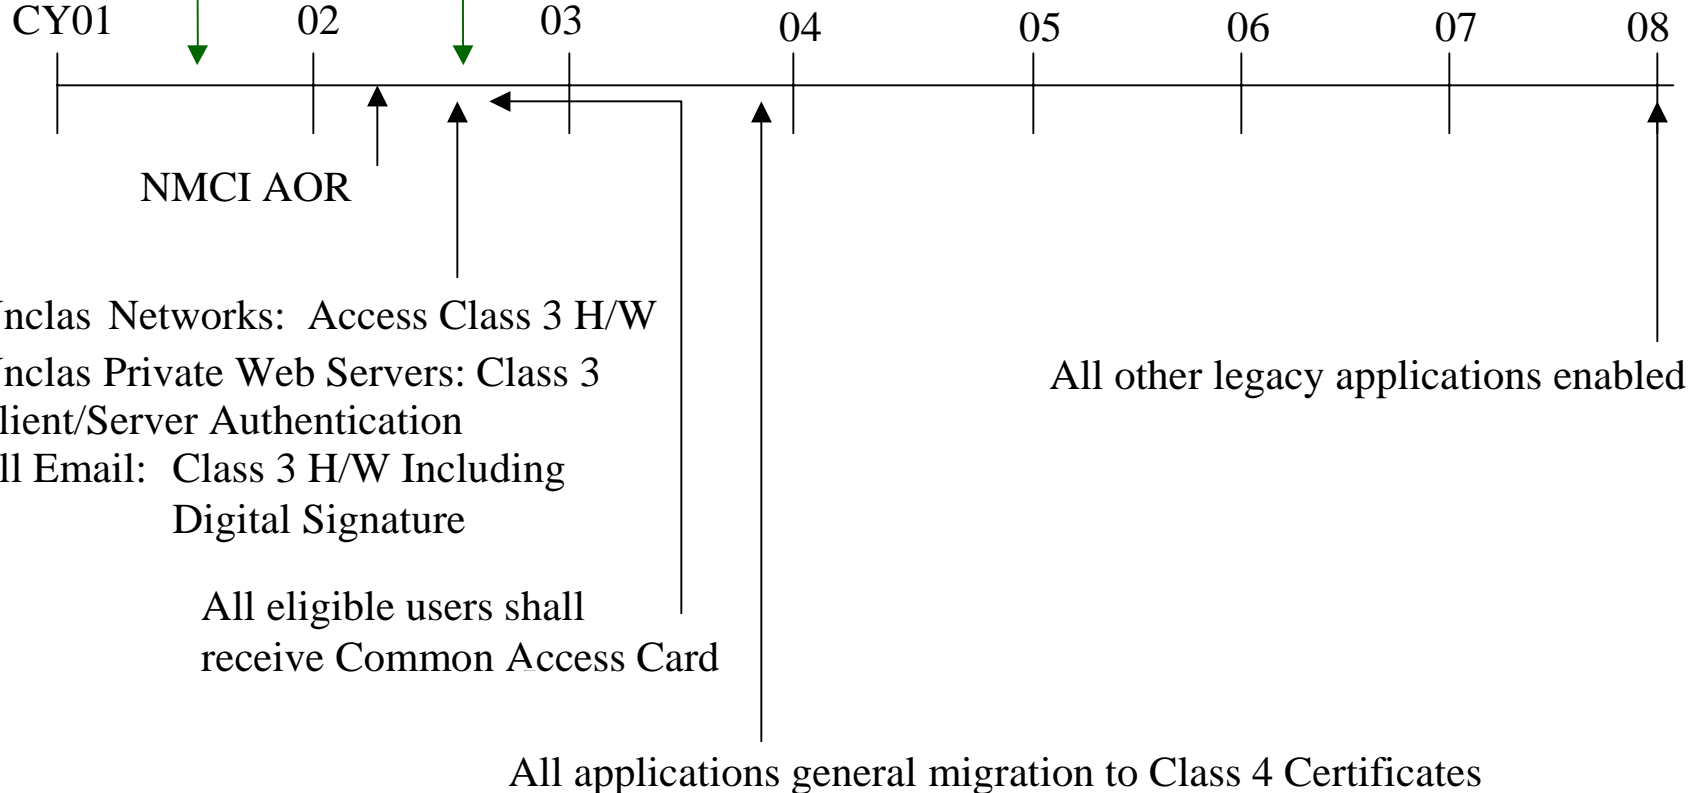 CY01 02 03 04 05 06 07 08
NMCI AOR
nclas Networks: Access Class 3 H/W
nclas Private Web Servers: Class 3
lient/Server Authentication
ll Email: Class 3 H/W Including
Digital Signature
All other legacy applications enabled
All eligible users shall
receive Common Access Card
All applications general migration to Class 4 Certificates